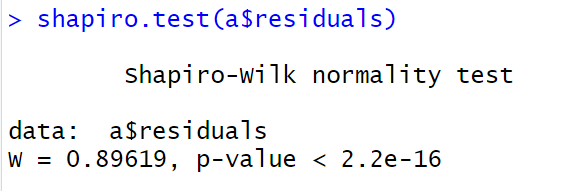 > shapiro.test(a$residuals)
Shapiro-Wilk normality test
data:  a$residuals
W = 0.89619, p-value < 2.2e-16